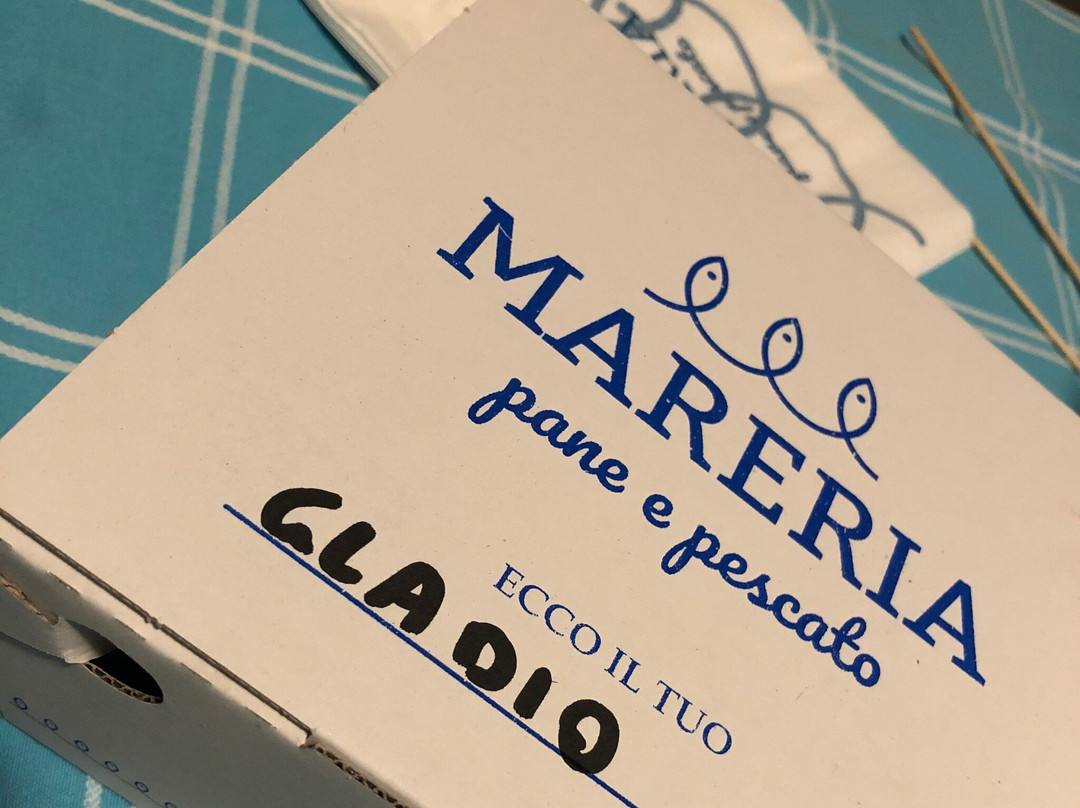 MARERIA
pane e pescato
ECCO IL TUO
GLADIO